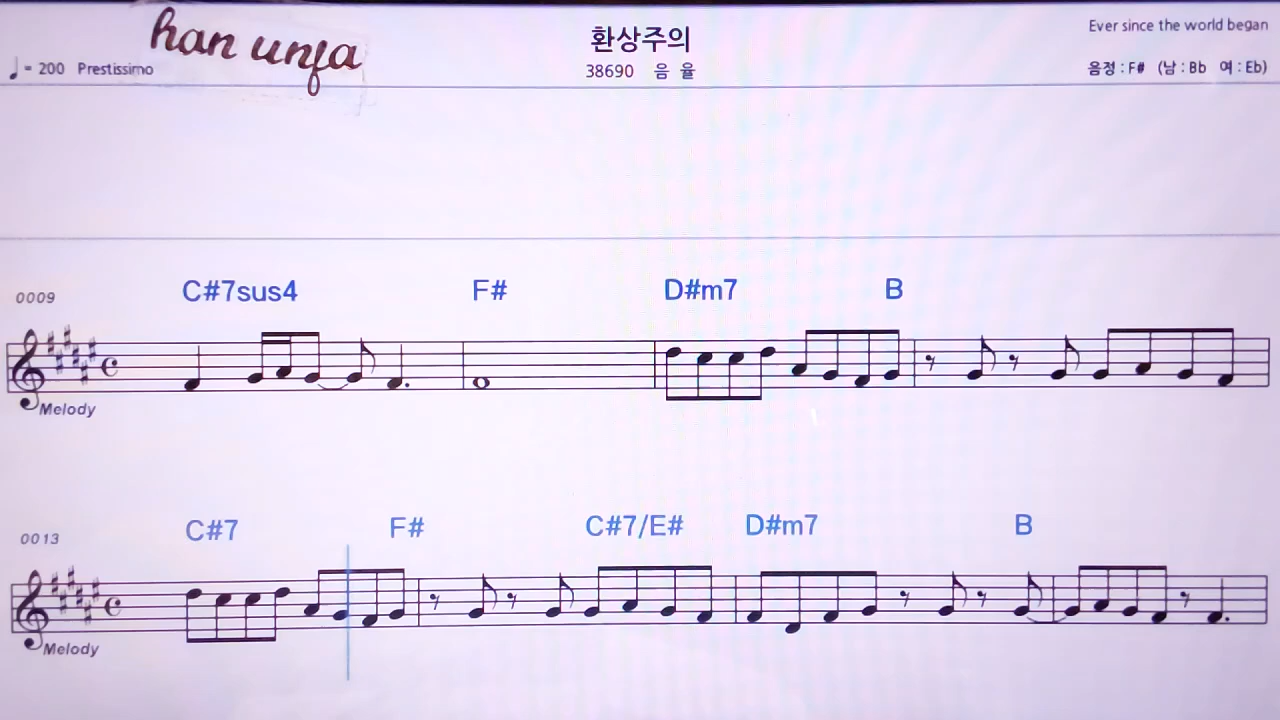 han unja
환상주의
Ever since the world began
♩= 200 Prestissimo
38690 음 율
음정 : F# (남 : Bb 여 : Eb)
0009
C#7sus4 F# D#m7 B
Melody
0013
C#7 F# C#7/E# D#m7 B
Melody